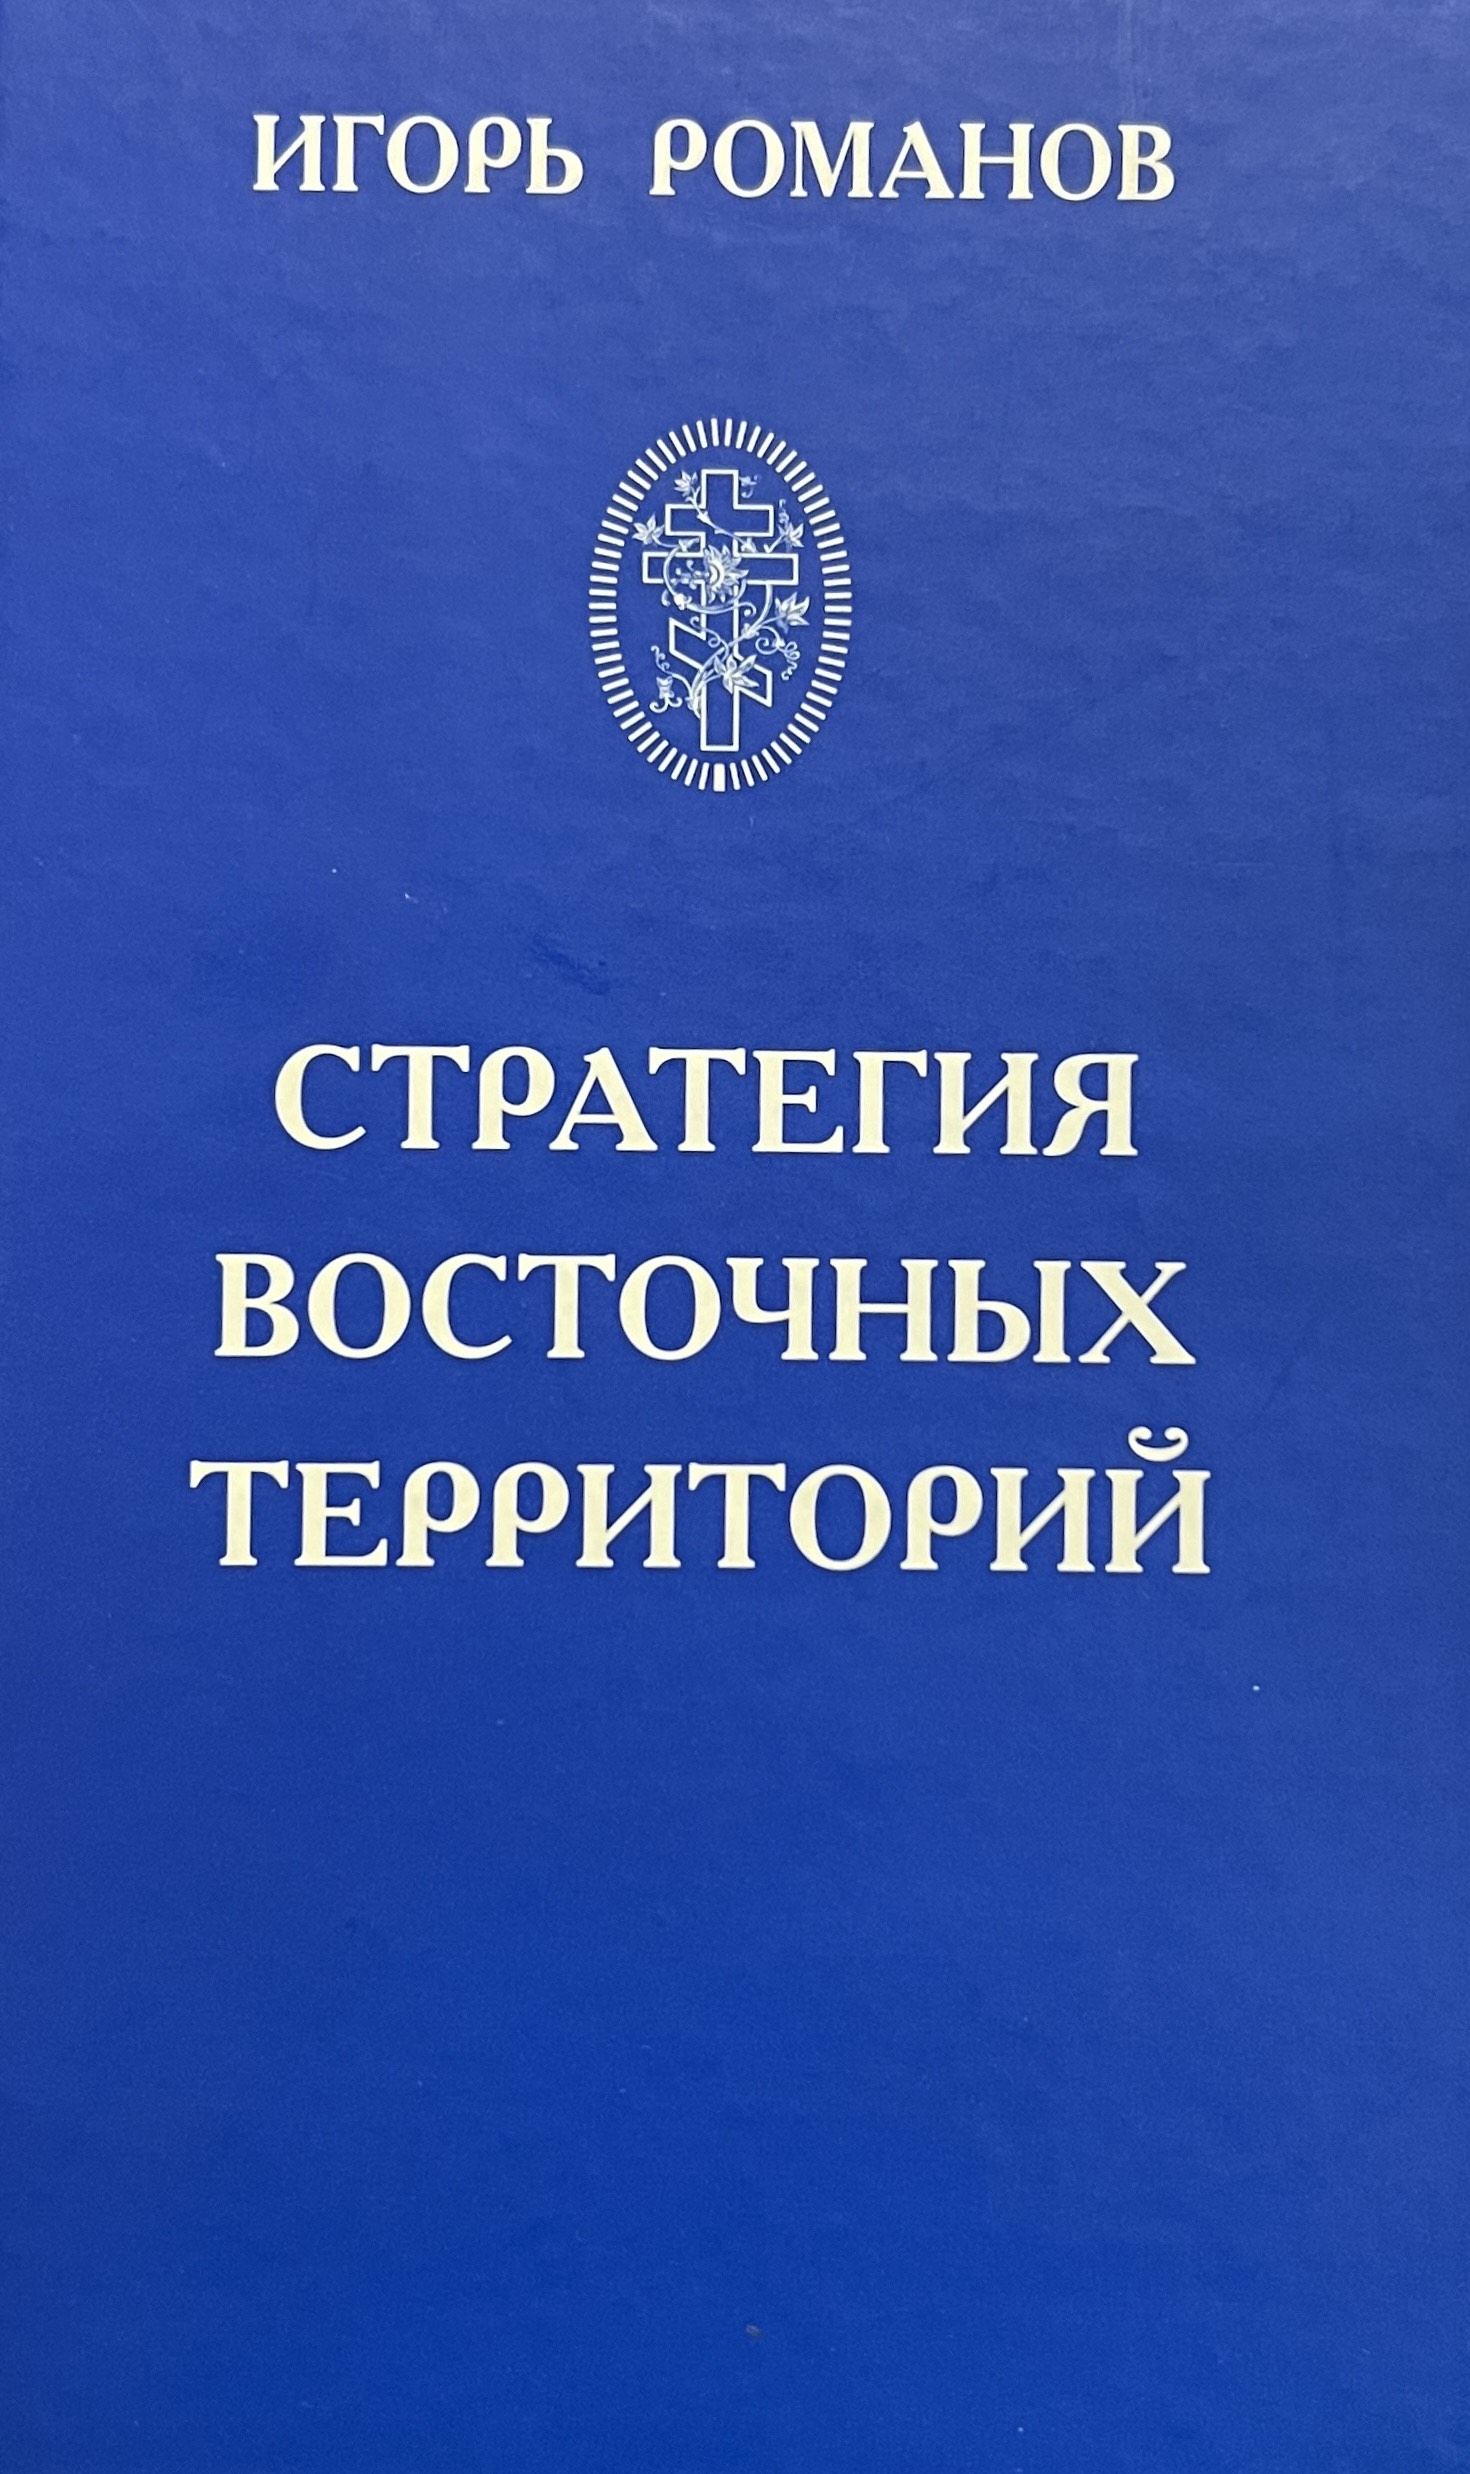 ИГОРЬ РОМАНОВ
СТРАТЕГИЯ
ВОСТОЧНЫХ
ТЕРРИТОРИЙ